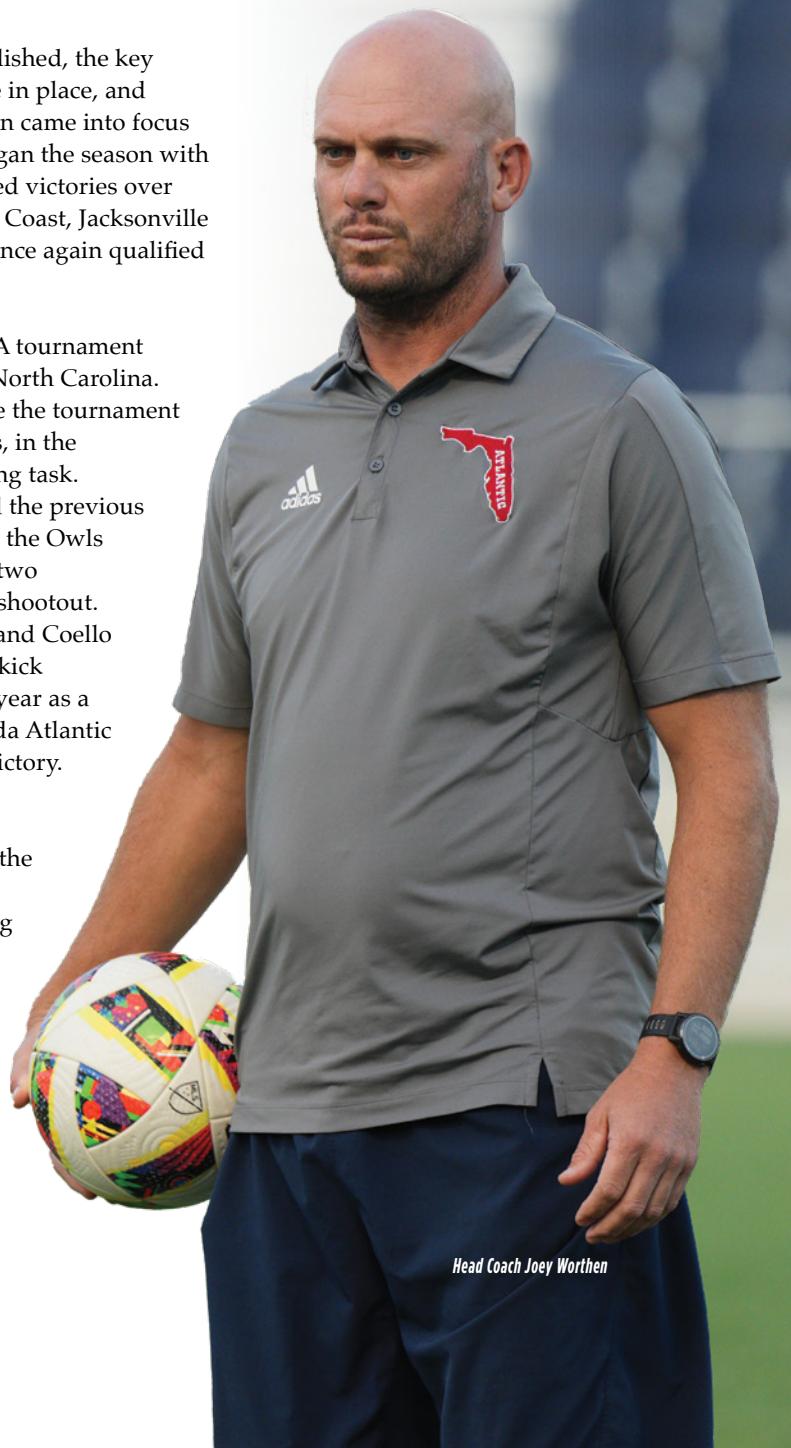 lished, the key
e in place, and
n came into focus
gan the season with
ed victories over
Coast, Jacksonville
nce again qualified
A tournament
North Carolina.
e the tournament
s, in the
ng task.
l the previous
the Owls
two
shootout.
and Coello
kick
year as a
da Atlantic
ictory.
the
g
adidas
ATLANTIC
Head Coach Joey Worthen